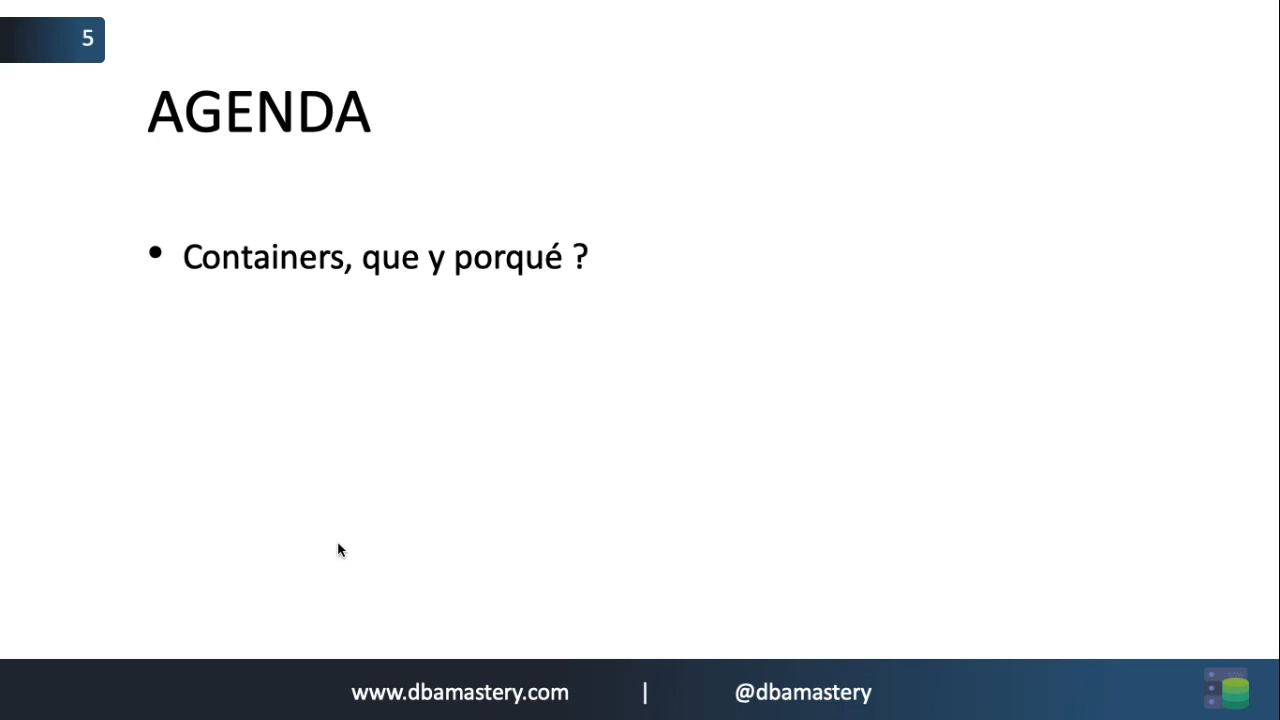 5
AGENDA
• Containers, que y porqué ?
www.dbamastery.com | @dbamastery